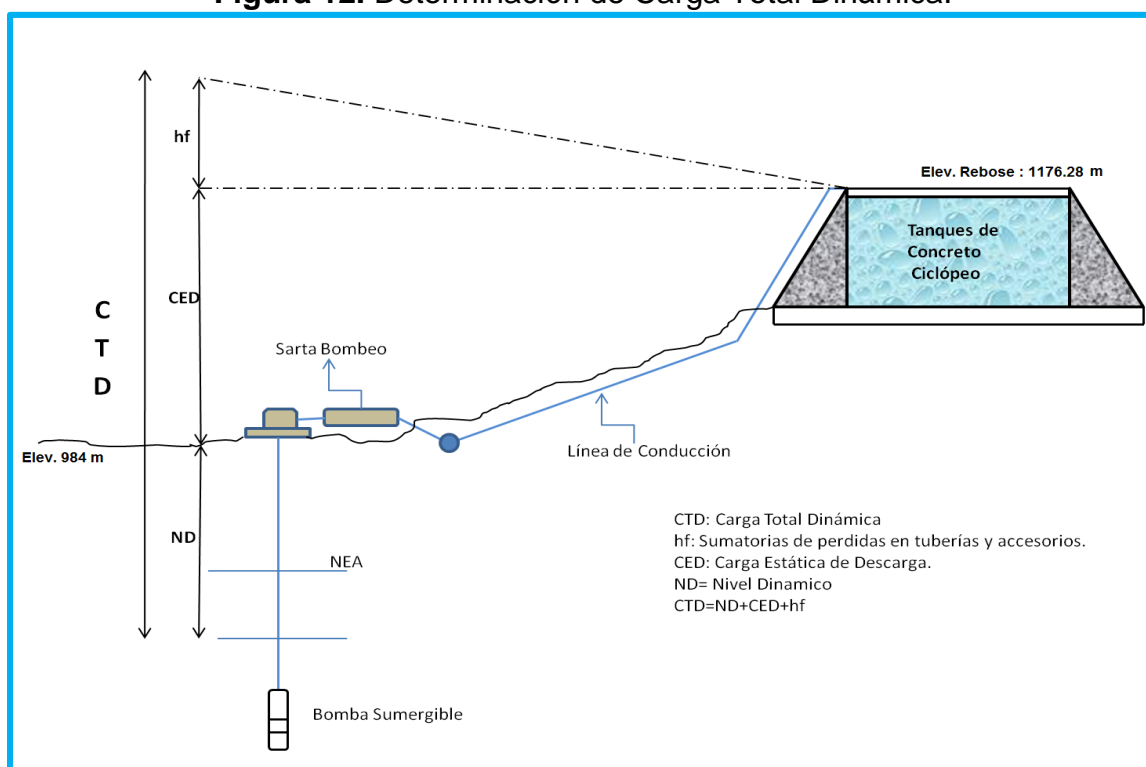 Figura 12. Determinación de Carga Total Dinámica.
hf
Elev. Rebose : 1176.28 m
Tanques de
Concreto
Ciclópeo
CED
C
T
D
Sarta Bombeo
Línea de Conducción
Elev. 984 m
ND
NEA
CTD: Carga Total Dinámica
hf: Sumatorias de perdidas en tuberías y accesorios.
CED: Carga Estática de Descarga.
ND= Nivel Dinamico
CTD=ND+CED+hf
Bomba Sumergible